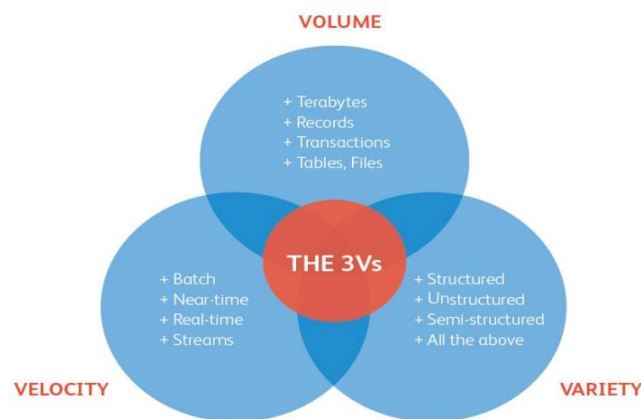 VOLUME
+ Terabytes
+ Records
+ Transactions
+ Tables, Files
THE 3Vs
+ Batch
+ Near-time
+ Real-time
+ Streams
+ Structured
+ Unstructured
+ Semi-structured
+ All the above
VELOCITY
VARIETY